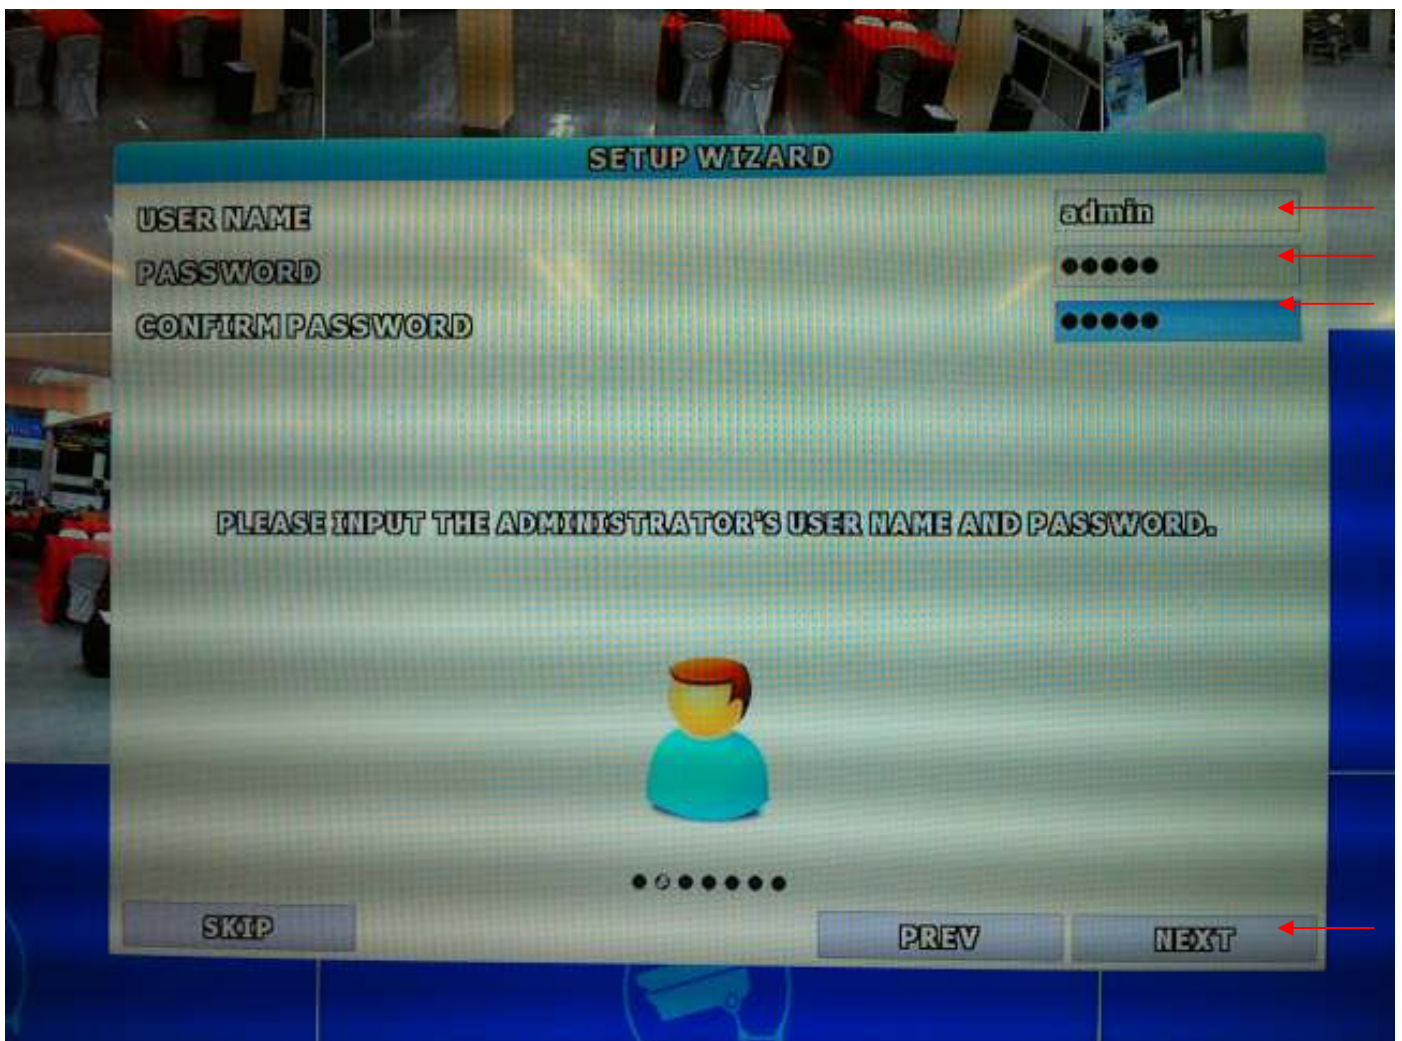 SETUP WIZARD
USER NAME admin
PASSWORD ●●●●●
CONFIRM PASSWORD ●●●●●
PLEASE INPUT THE ADMINISTRATOR'S USER NAME AND PASSWORD.
SKIP PREV NEXT